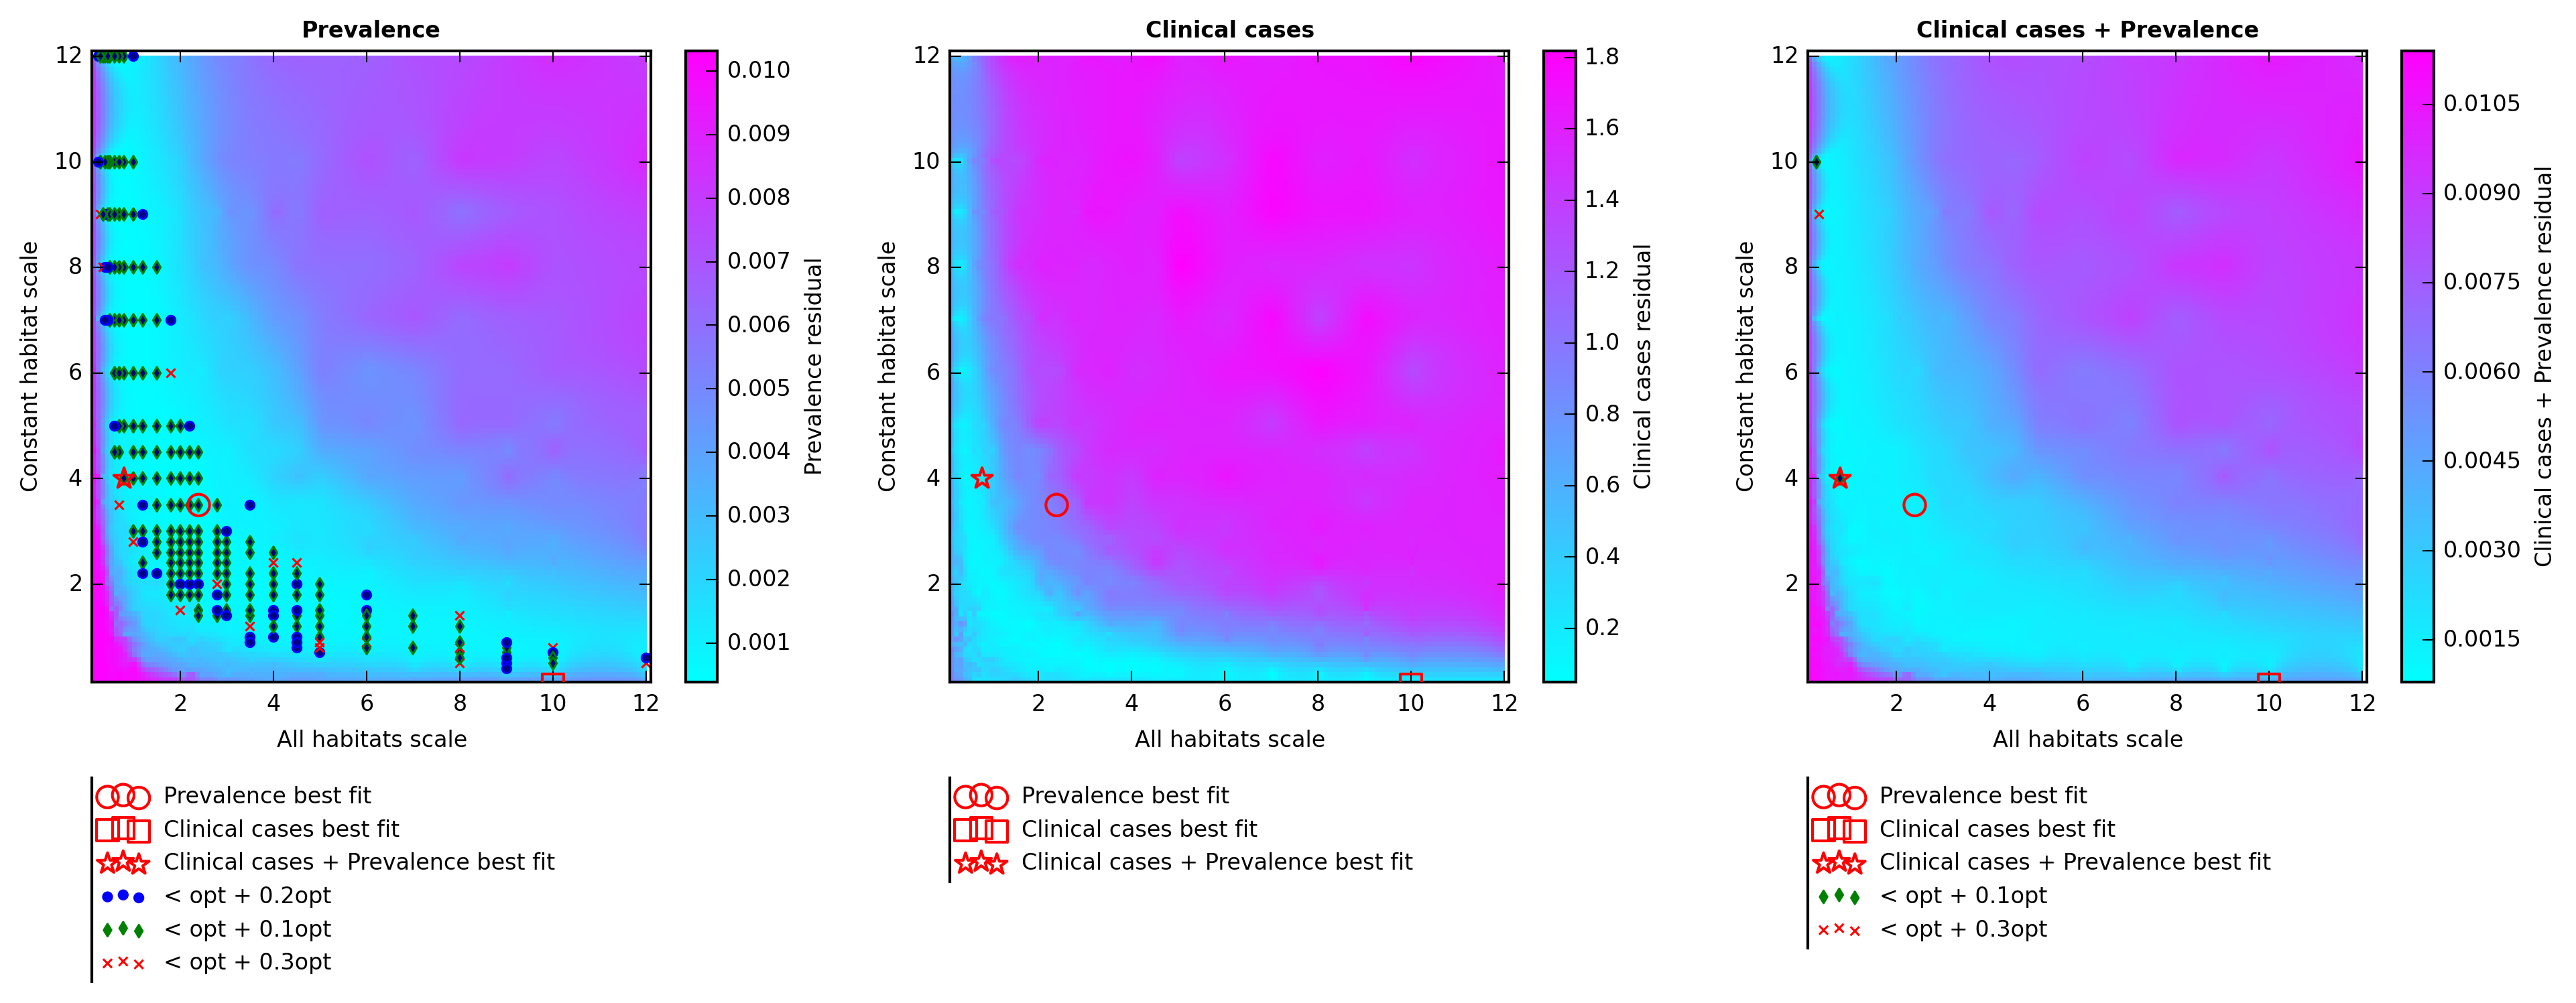 Prevalence
Constant habitat scale
12
10
8
6
4
2
2 4 6 8 10 12
All habitats scale
0.010
0.009
0.008
0.007
0.006
0.005
0.004
0.003
0.002
0.001
Prevalence residual
Prevalence best fit
Clinical cases best fit
Clinical cases + Prevalence best fit
< opt + 0.2opt
< opt + 0.1opt
< opt + 0.3opt
Clinical cases
Constant habitat scale
12
10
8
6
4
2
2 4 6 8 10 12
All habitats scale
1.8
1.6
1.4
1.2
1.0
0.8
0.6
0.4
0.2
Clinical cases residual
Prevalence best fit
Clinical cases best fit
Clinical cases + Prevalence best fit
Clinical cases + Prevalence
Constant habitat scale
12
10
8
6
4
2
2 4 6 8 10 12
All habitats scale
0.0105
0.0090
0.0075
0.0060
0.0045
0.0030
0.0015
Clinical cases + Prevalence residual
Prevalence best fit
Clinical cases best fit
Clinical cases + Prevalence best fit
< opt + 0.1opt
< opt + 0.3opt